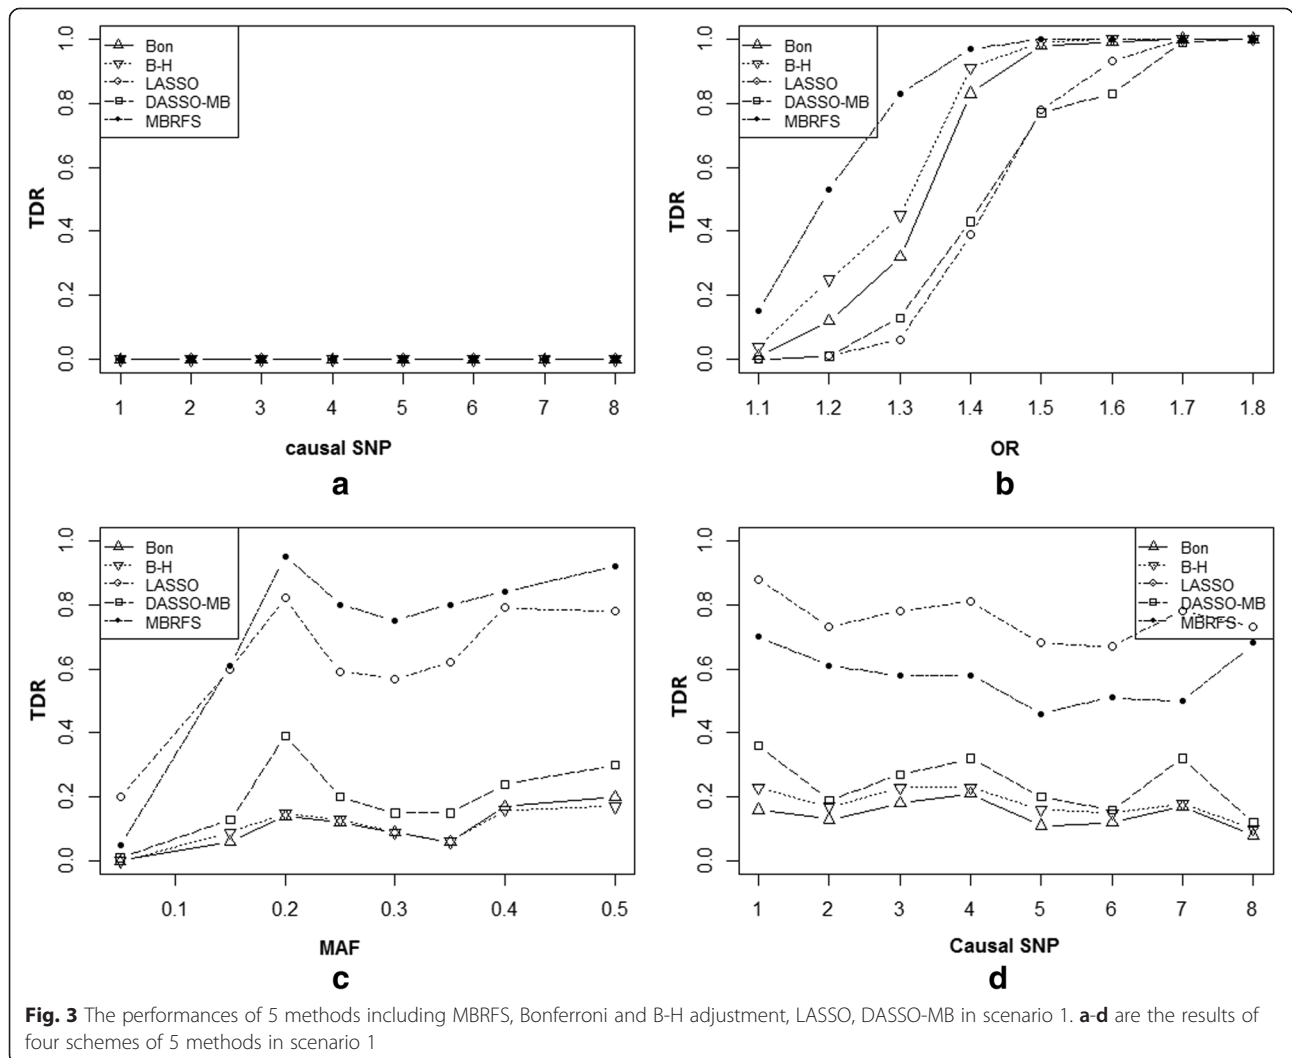 1.0
0.8
0.6
0.4
0.2
0.0
TDR
Bon
B-H
LASSO
DASSO-MB
MBRFS
1 2 3 4 5 6 7 8
causal SNP
a
1.0
0.8
0.6
0.4
0.2
0.0
TDR
Bon
B-H
LASSO
DASSO-MB
MBRFS
1.1 1.2 1.3 1.4 1.5 1.6 1.7 1.8
OR
b
1.0
0.8
0.6
0.4
0.2
0.0
TDR
Bon
B-H
LASSO
DASSO-MB
MBRFS
0.1 0.2 0.3 0.4 0.5
MAF
c
1.0
0.8
0.6
0.4
0.2
0.0
TDR
Bon
B-H
LASSO
DASSO-MB
MBRFS
1 2 3 4 5 6 7 8
Causal SNP
d
Fig. 3 The performances of 5 methods including MBRFS, Bonferroni and B-H adjustment, LASSO, DASSO-MB in scenario 1. a-d are the results of
four schemes of 5 methods in scenario 1